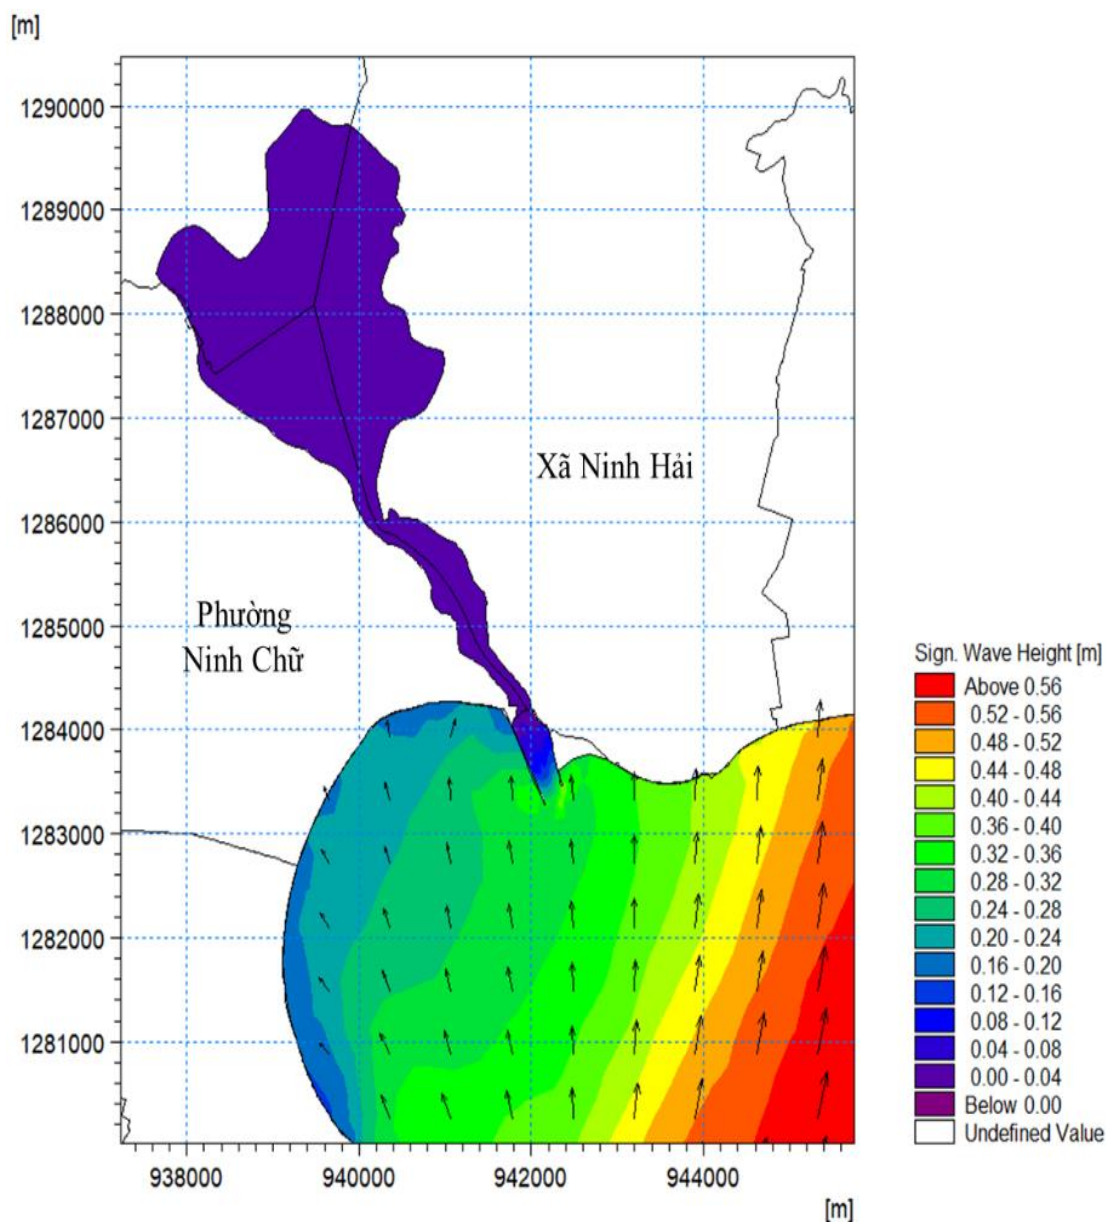 [m]
1290000
1289000
1288000
1287000
1286000
1285000
1284000
1283000
1282000
1281000
Xã Ninh Hải
Phường
Ninh Chữ
938000
940000
942000
944000
[m]
Sign. Wave Height [m]
Above 0.56
0.52 - 0.56
0.48 - 0.52
0.44 - 0.48
0.40 - 0.44
0.36 - 0.40
0.32 - 0.36
0.28 - 0.32
0.24 - 0.28
0.20 - 0.24
0.16 - 0.20
0.12 - 0.16
0.08 - 0.12
0.04 - 0.08
0.00 - 0.04
Below 0.00
Undefined Value